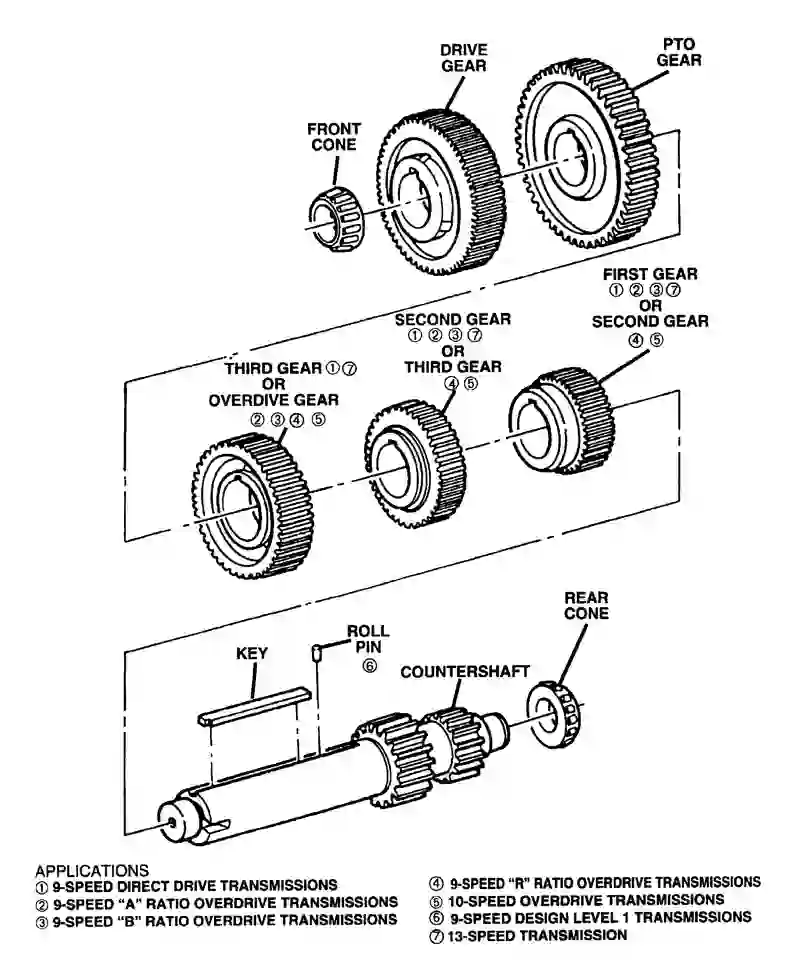 DRIVE
GEAR
PTO
GEAR
FRONT
CONE
FIRST GEAR
① ② ③ ⑦
OR
SECOND GEAR
④ ⑤
SECOND GEAR
① ② ③ ⑦
OR
THIRD GEAR
④ ⑤
THIRD GEAR ① ⑦
OR
OVERDIVE GEAR
② ③ ④ ⑤
REAR
CONE
ROLL
PIN
⑥
KEY
COUNTERSHAFT
APPLICATIONS
① 9-SPEED DIRECT DRIVE TRANSMISSIONS
② 9-SPEED “A” RATIO OVERDRIVE TRANSMISSIONS
③ 9-SPEED “B” RATIO OVERDRIVE TRANSMISSIONS
④ 9-SPEED “R” RATIO OVERDRIVE TRANSMISSIONS
⑤ 10-SPEED OVERDRIVE TRANSMISSIONS
⑥ 9-SPEED DESIGN LEVEL 1 TRANSMISSIONS
⑦ 13-SPEED TRANSMISSION